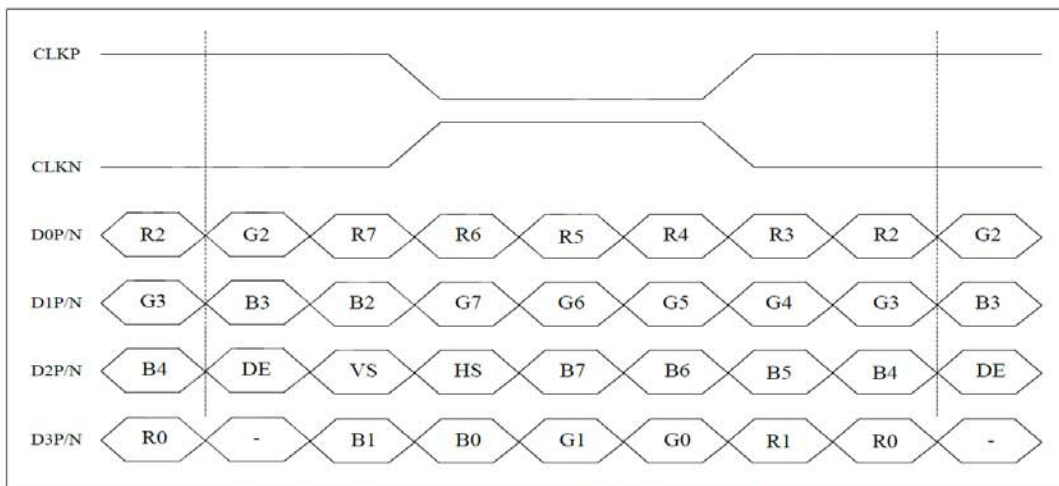 CLKP
CLKN
D0P/N R2 G2 R7 R6 R5 R4 R3 R2 G2
D1P/N G3 B3 B2 G7 G6 G5 G4 G3 B3
D2P/N B4 DE VS HS B7 B6 B5 B4 DE
D3P/N R0 - B1 B0 G1 G0 R1 R0 -